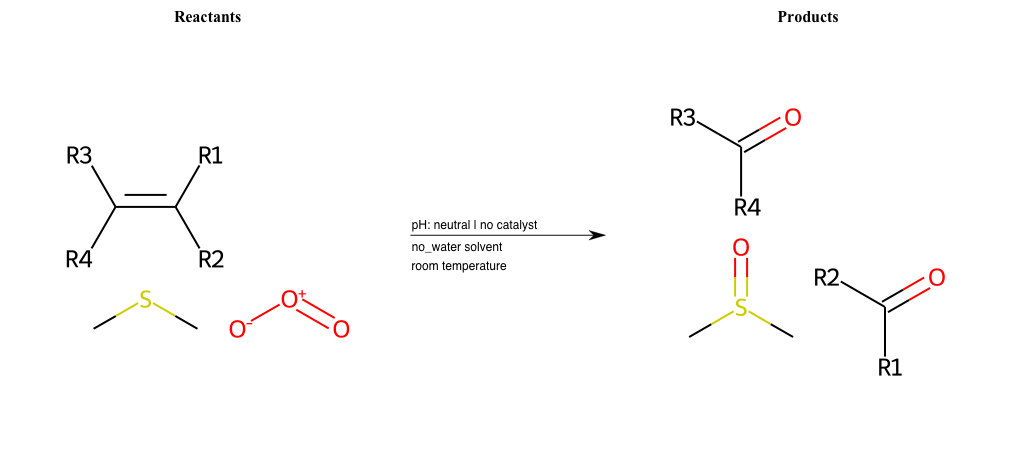 Reactants
Products
R3
O
R3
R1
R4
pH: neutral | no catalyst
no_water solvent
room temperature
R4
R2
O
R2
O
S
O+
S
O-
O
R1